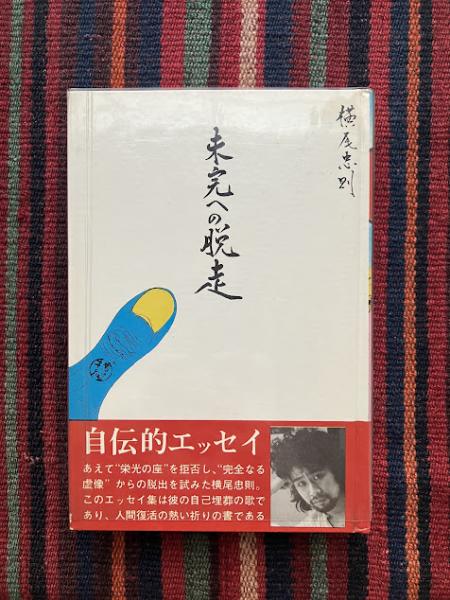 横尾忠則
未完への脱走
自伝的エッセイ
あえて“栄光の座”を拒否し、“完全なる
虚像”からの脱出を試みた横尾忠則。
このエッセイ集は彼の自己埋葬の歌で
あり、人間復活の熱い祈りの書である